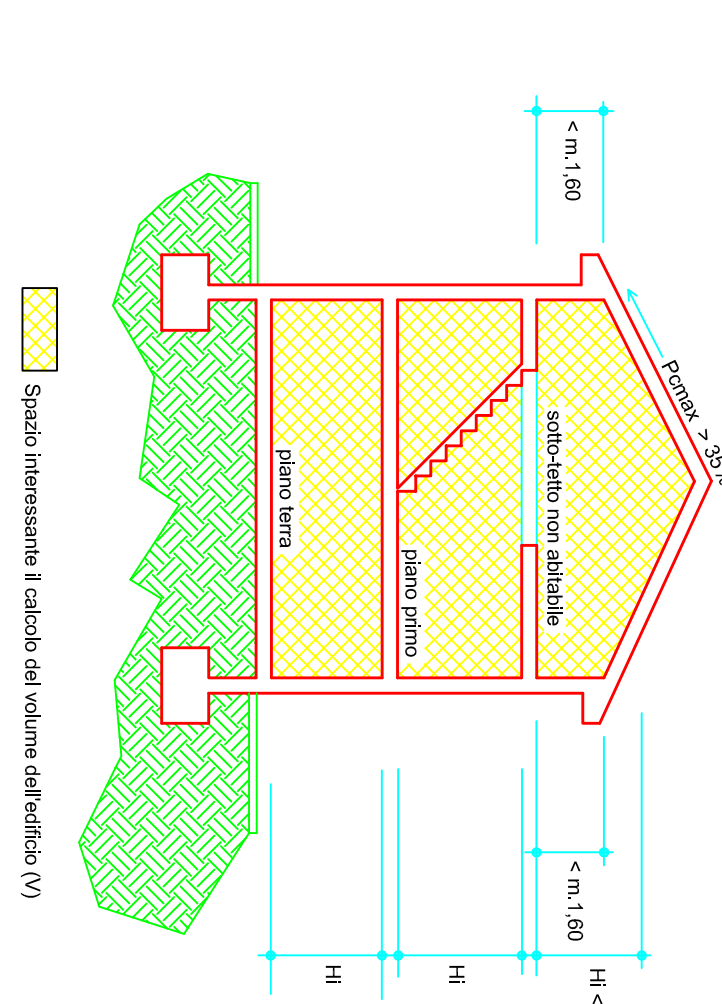 Pcmax > 35%
< m.1,60
sotto-tetto non abitabile
< m.1,60
Hi <
piano primo
Hi
piano terra
Hi
Spazio interessante il calcolo del volume dell'edificio (V)